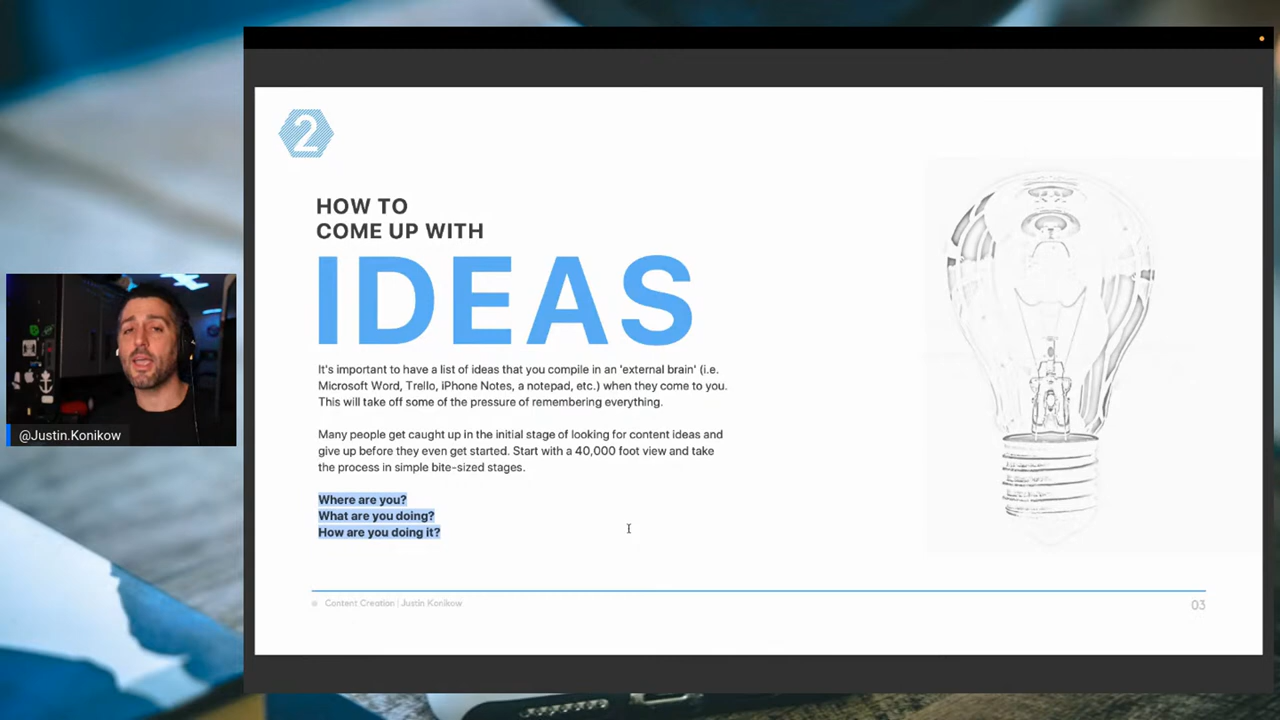 2
HOW TO
COME UP WITH
IDEAS
It's important to have a list of ideas that you compile in an 'external brain' (i.e.
Microsoft Word, Trello, iPhone Notes, a notepad, etc.) when they come to you.
This will take off some of the pressure of remembering everything.
Many people get caught up in the initial stage of looking for content ideas and
give up before they even get started. Start with a 40,000 foot view and take
the process in simple bite-sized stages.
Where are you?
What are you doing?
How are you doing it?
Content Creation | Justin Konikow
03
@Justin.Konikow